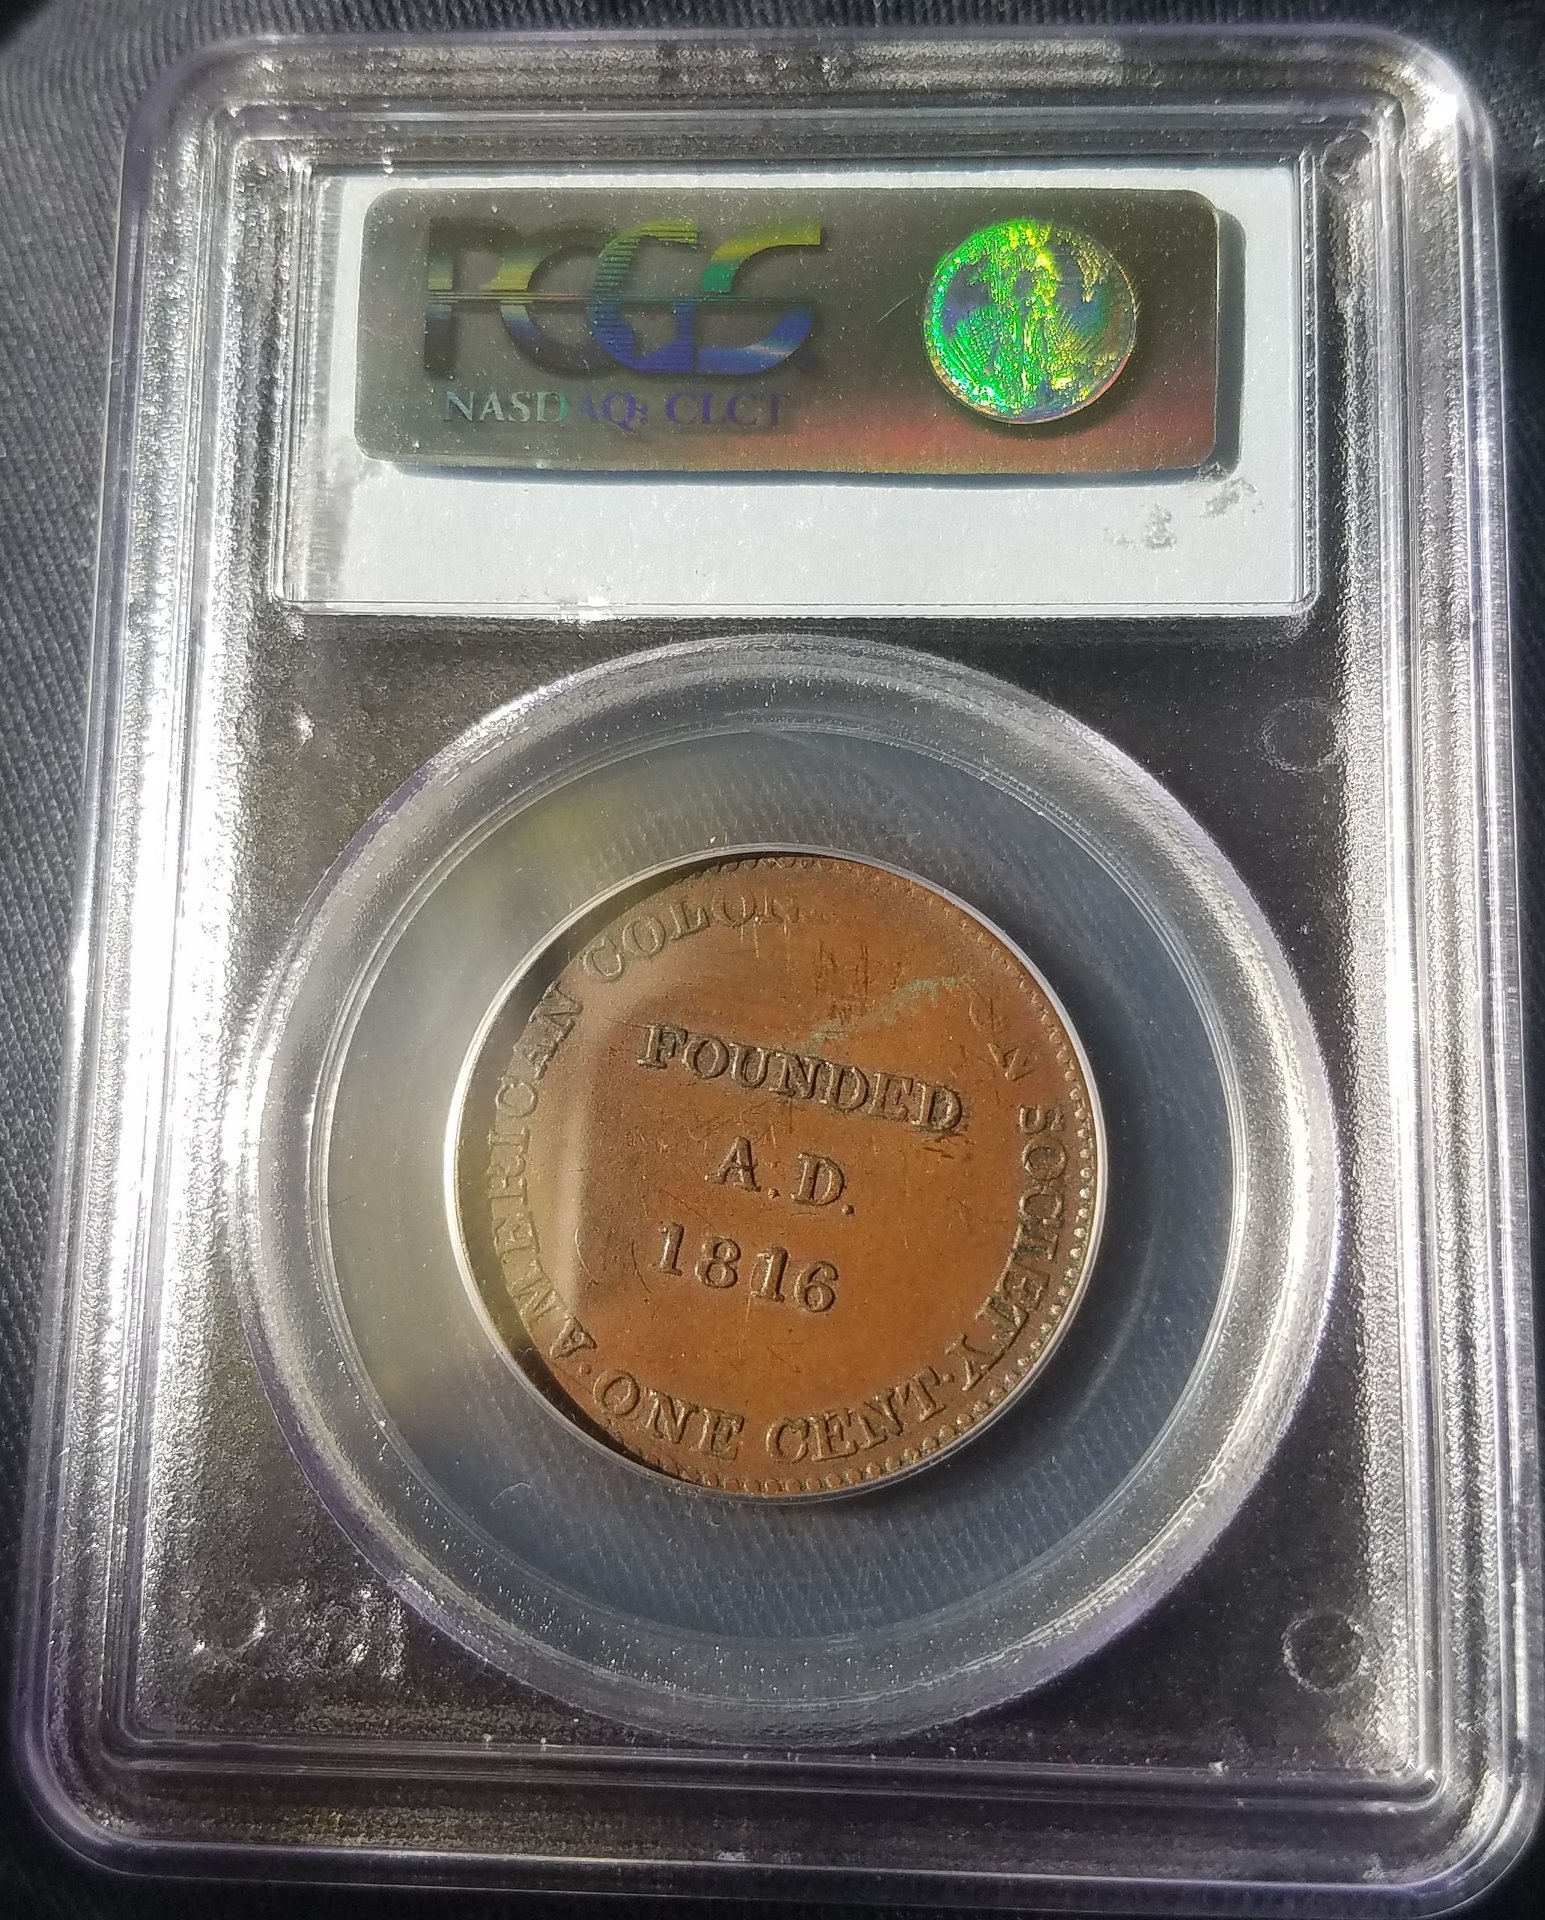 PCGS
NASDAQ: CLCT
AMERICAN COLON
N SOCIETY
FOUNDED
A.D.
1816
·ONE CENT·